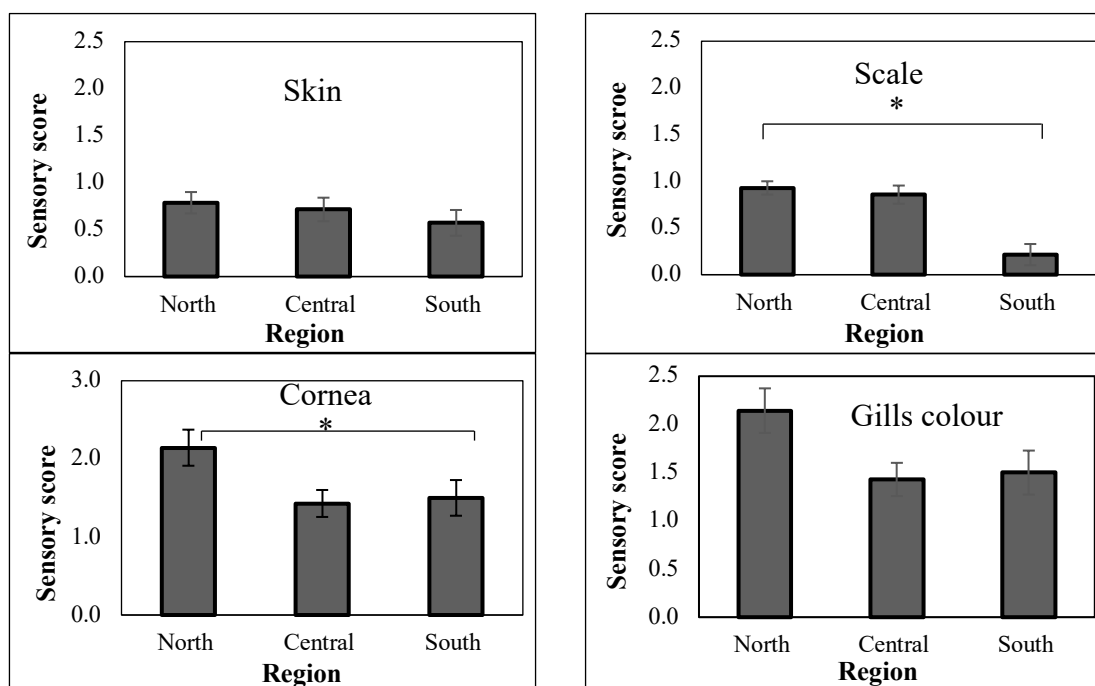 Skin
Sensory score
2.5
2.0
1.5
1.0
0.5
0.0
North Central South
Region
Scale
*
Sensory scroe
2.5
2.0
1.5
1.0
0.5
0.0
North Central South
Region
Cornea
*
Sensory score
3.0
2.0
1.0
0.0
North Central South
Region
Gills colour
Sensory score
2.5
2.0
1.5
1.0
0.5
0.0
North Central South
Region